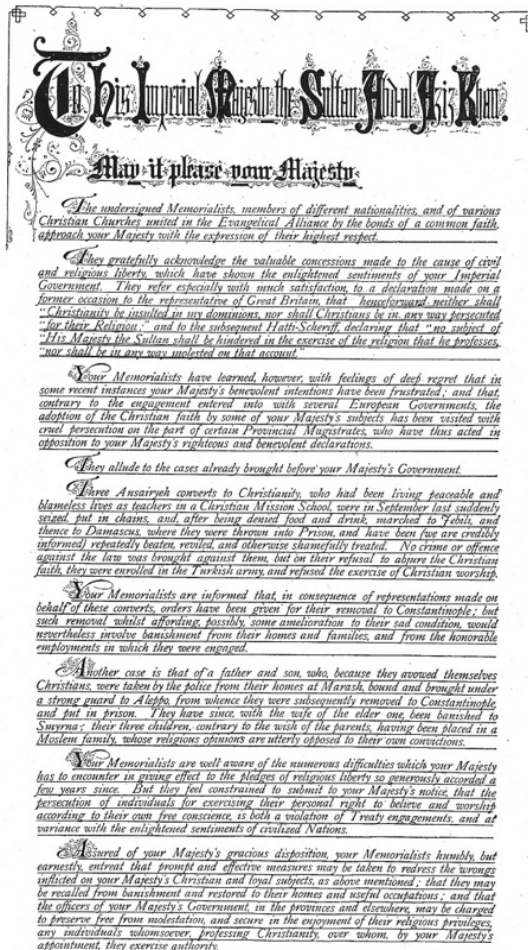 To His Imperial Majesty the Sultan Abd-ul Aziz Khan.
May it please your Majesty
The undersigned Memorialists, members of different nationalities, and of various
Christian Churches united in the Evangelical Alliance by the bonds of a common faith,
approach your Majesty with the expression of their highest respect.
They gratefully acknowledge the valuable concessions made to the cause of civil
and religious liberty, which have shown the enlightened sentiments of your Imperial
Government. They refer especially with much satisfaction, to a declaration made on a
former occasion to the representative of Great Britain, that henceforward neither shall
"Christianity be insulted in my dominions, nor shall Christians be in any way persecuted
"for their Religion;" and to the subsequent Hatti-Scheriff, declaring that "no subject of
"His Majesty the Sultan shall be hindered in the exercise of the religion that he professes,
"nor shall be in any way molested on that account."
Your Memorialists have learned, however, with feelings of deep regret that in
some recent instances your Majesty's benevolent intentions have been frustrated; and that,
contrary to the engagement entered into with several European Governments, the
adoption of the Christian faith by some of your Majesty's subjects has been visited with
cruel persecution on the part of certain Provincial Magistrates, who have thus acted in
opposition to your Majesty's righteous and benevolent declarations.
They allude to the cases already brought before your Majesty's Government.
Three Ansairyeh converts to Christianity, who had been living peaceable and
blameless lives as teachers in a Christian Mission School, were in September last suddenly
seized, put in chains, and, after being denied food and drink, marched to Jebili, and
thence to Damascus, where they were thrown into Prison, and have been (we are credibly
informed) repeatedly beaten, reviled, and otherwise shamefully treated. No crime or offence
against the law was brought against them, but on their refusal to abjure the Christian
faith, they were enrolled in the Turkish army, and refused the exercise of Christian worship.
Your Memorialists are informed that, in consequence of representations made on
behalf of these converts, orders have been given for their removal to Constantinople; but
such removal whilst affording, possibly, some amelioration to their sad condition, would
nevertheless involve banishment from their homes and families, and from the honorable
employments in which they were engaged.
Another case is that of a father and son, who, because they avowed themselves
Christians, were taken by the police from their homes at Marash, bound and brought under
a strong guard to Aleppo, from whence they were subsequently removed to Constantinople,
and put in prison. They have since, with the wife of the elder one, been banished to
Smyrna; their three children, contrary to the wish of the parents, having been placed in a
Moslem family, whose religious opinions are utterly opposed to their own convictions.
Your Memorialists are well aware of the numerous difficulties which your Majesty
has to encounter in giving effect to the pledges of religious liberty so generously accorded a
few years since. But they feel constrained to submit to your Majesty's notice, that the
persecution of individuals for exercising their personal right to believe and worship
according to their own free conscience, is both a violation of Treaty engagements, and at
variance with the enlightened sentiments of civilized Nations.
Assured of your Majesty's gracious disposition, your Memorialists humbly, but
earnestly, entreat that prompt and effective measures may be taken to redress the wrongs
inflicted on your Majesty's Christian and loyal subjects, as above mentioned; that they may
be recalled from banishment and restored to their homes and useful occupations; and that
the officers of your Majesty's Government, in the provinces and elsewhere, may be charged
to preserve free from molestation, and secure in the enjoyment of their religious privileges,
any individuals whomsoever, professing Christianity, over whom, by your Majesty's
appointment, they exercise authority.